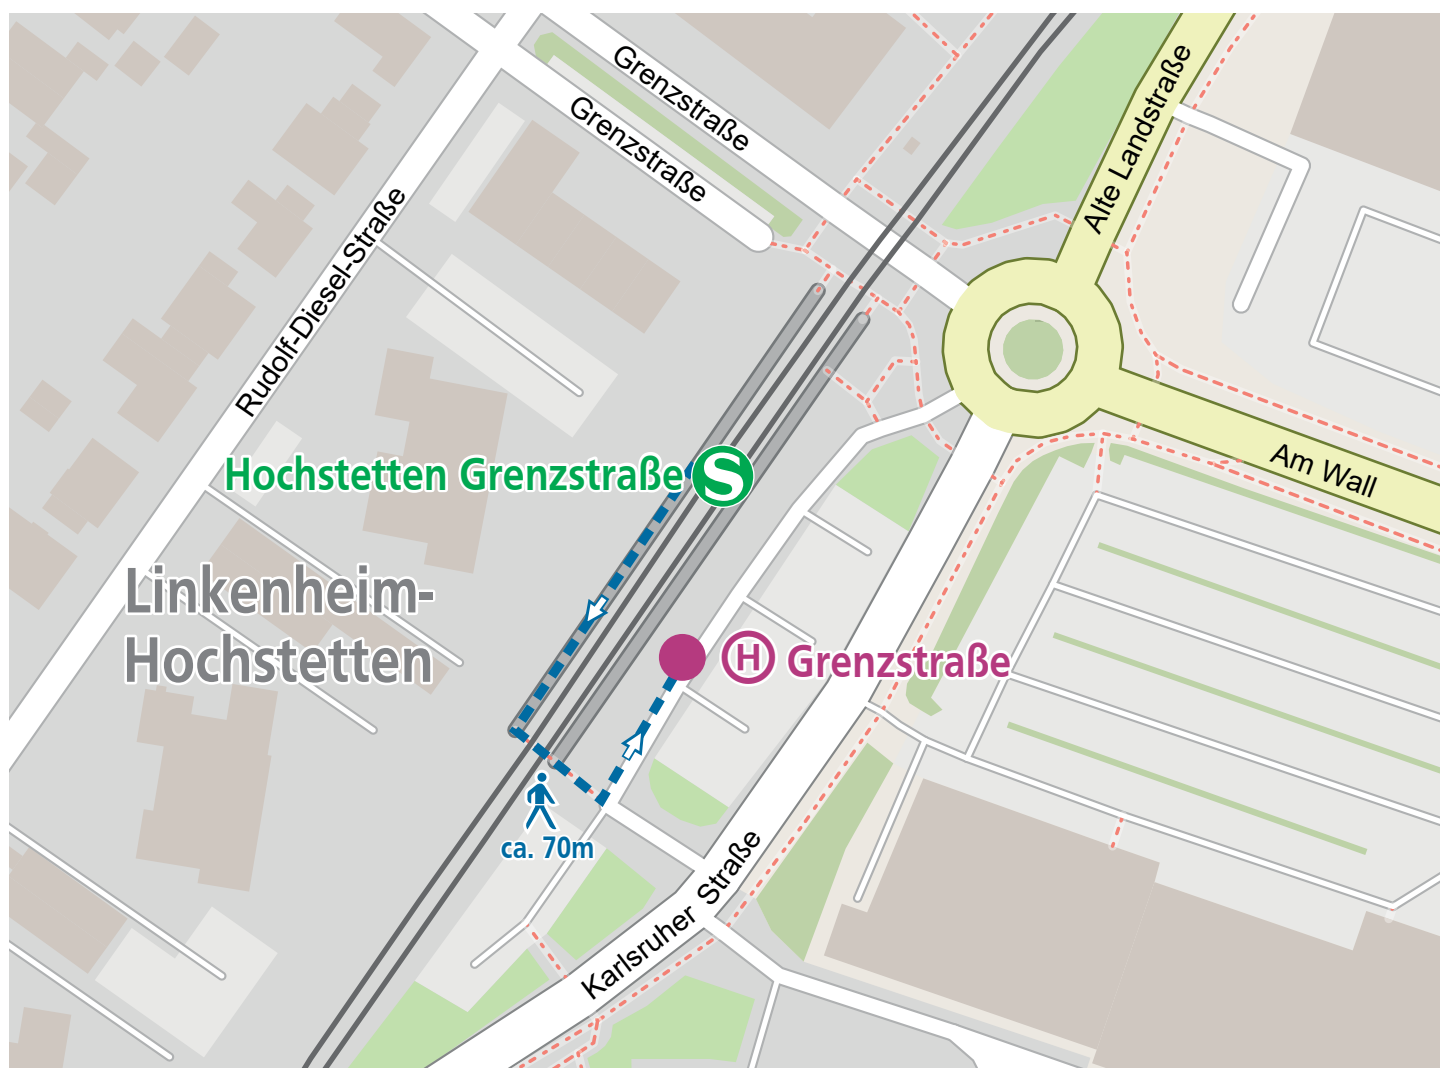 Grenzstraße
Grenzstraße
Alte Landstraße
Rudolf-Diesel-Straße
Hochstetten Grenzstraße S
Am Wall
Linkenheim-
Hochstetten
H Grenzstraße
ca. 70m
Karlsruher Straße